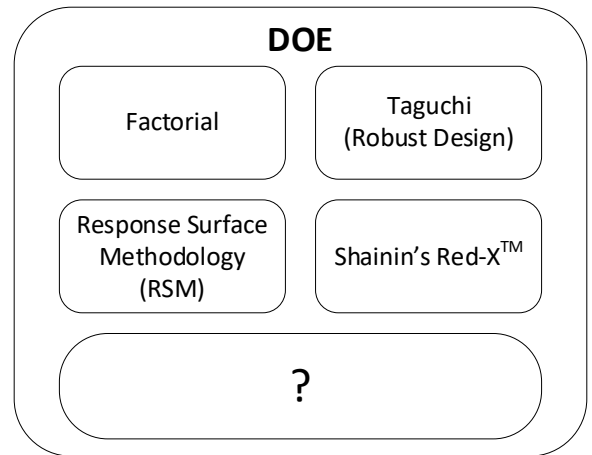 DOE
Factorial
Taguchi
(Robust Design)
Response Surface
Methodology
(RSM)
Shainin’s Red-X™
?